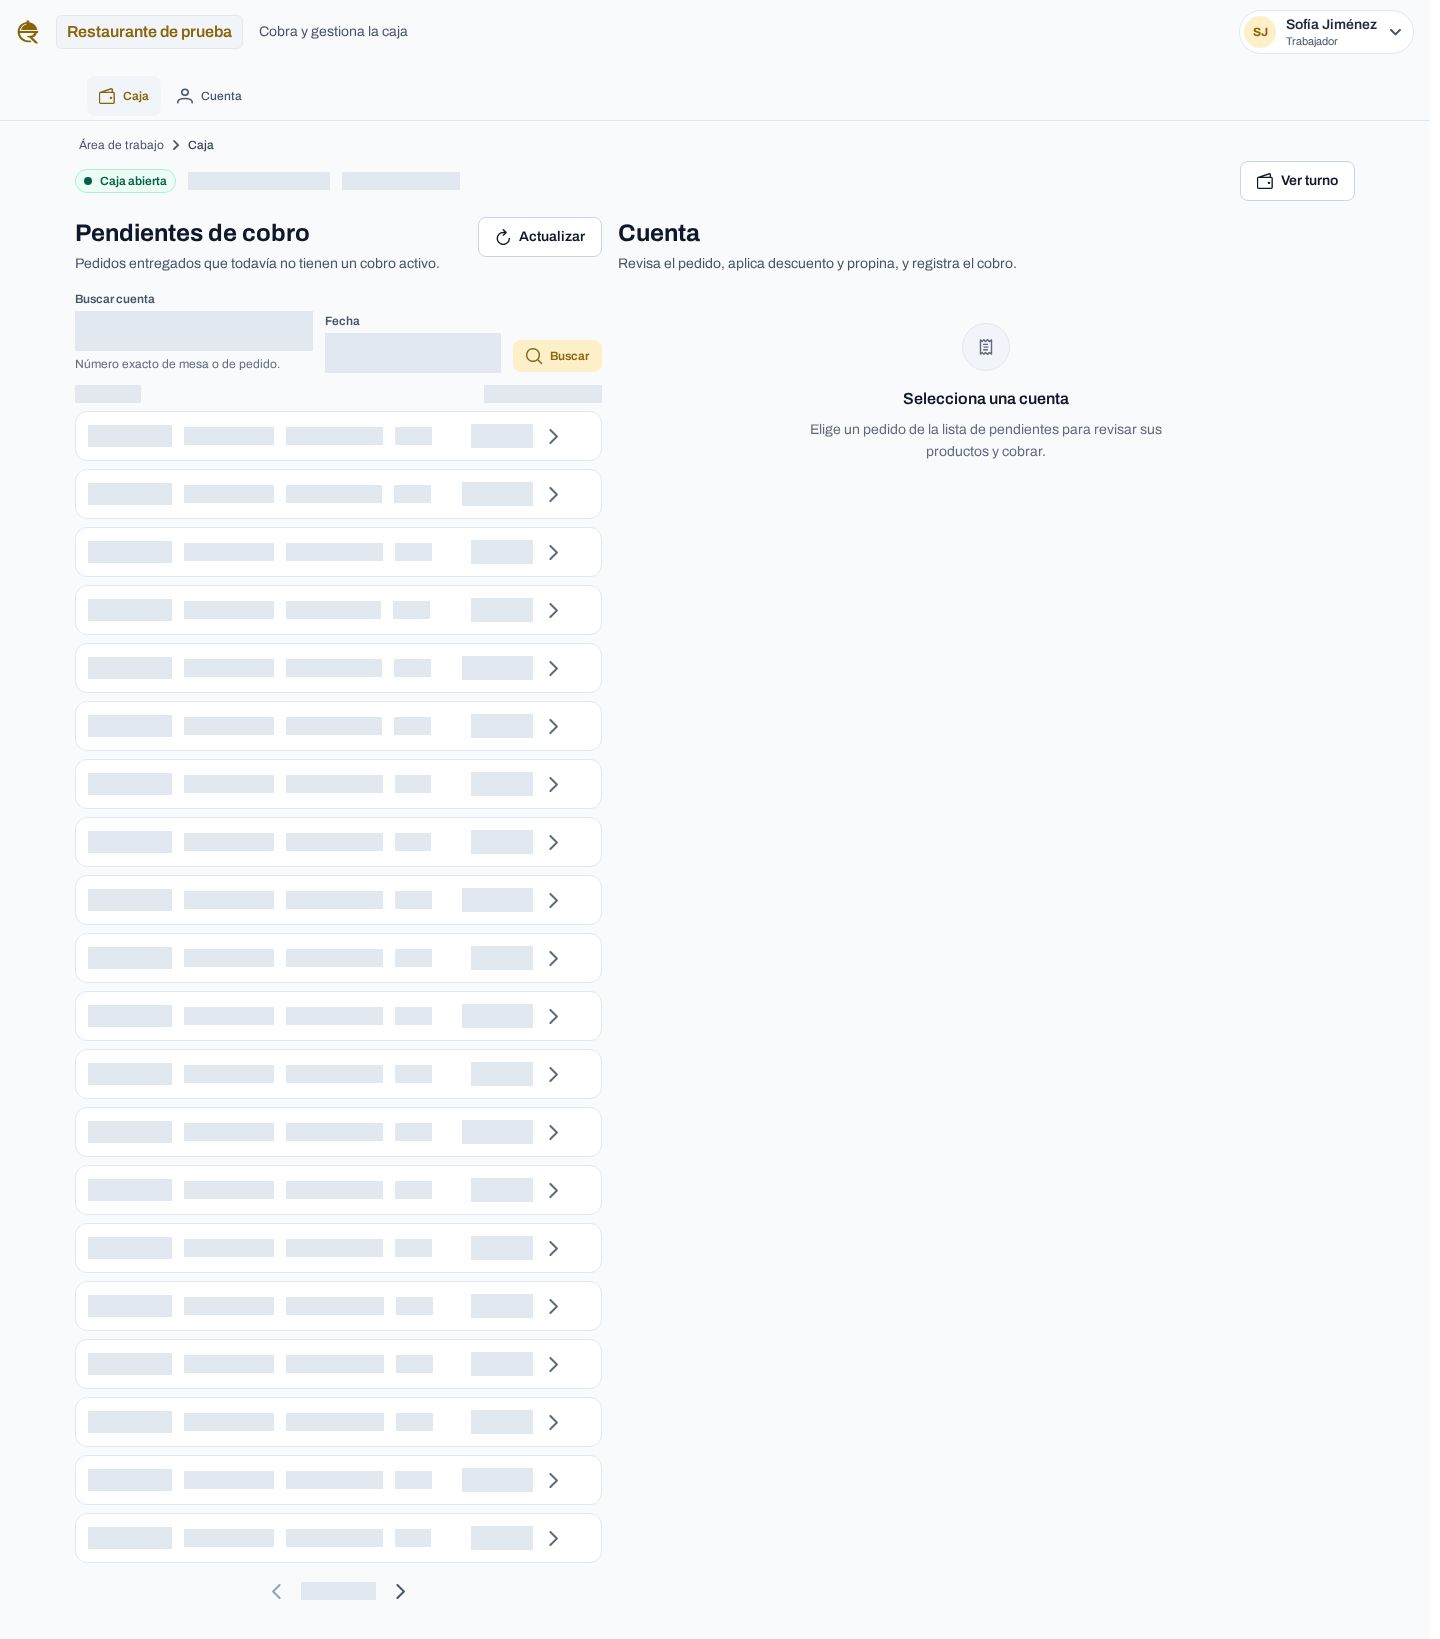 Restaurante de prueba
Cobra y gestiona la caja
SJ
Sofía Jiménez
Trabajador
Caja
Cuenta
Área de trabajo
Caja
Caja abierta
Ver turno
Pendientes de cobro
Actualizar
Pedidos entregados que todavía no tienen un cobro activo.
Buscar cuenta
Fecha
Buscar
Número exacto de mesa o de pedido.
Cuenta
Revisa el pedido, aplica descuento y propina, y registra el cobro.
Selecciona una cuenta
Elige un pedido de la lista de pendientes para revisar sus
productos y cobrar.